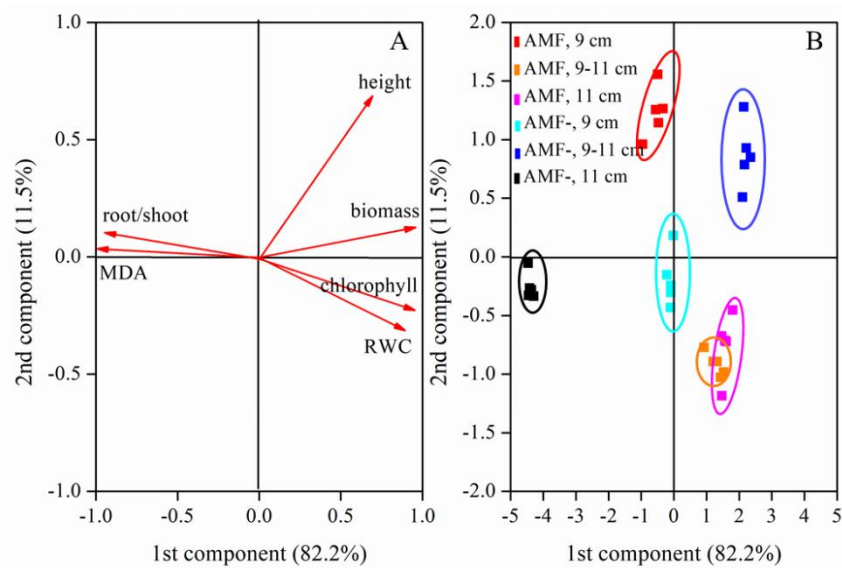 A
1.0
0.5
0.0
-0.5
-1.0
2nd component (11.5%)
height
biomass
root/shoot
MDA
chlorophyll
RWC
-1.0 -0.5 0.0 0.5 1.0
1st component (82.2%)
B
2.0
1.5
1.0
0.5
0.0
-0.5
-1.0
-1.5
-2.0
2nd component (11.5%)
AMF, 9 cm
AMF, 9-11 cm
AMF, 11 cm
AMF-, 9 cm
AMF-, 9-11 cm
AMF-, 11 cm
-5 -4 -3 -2 -1 0 1 2 3 4 5
1st component (82.2%)